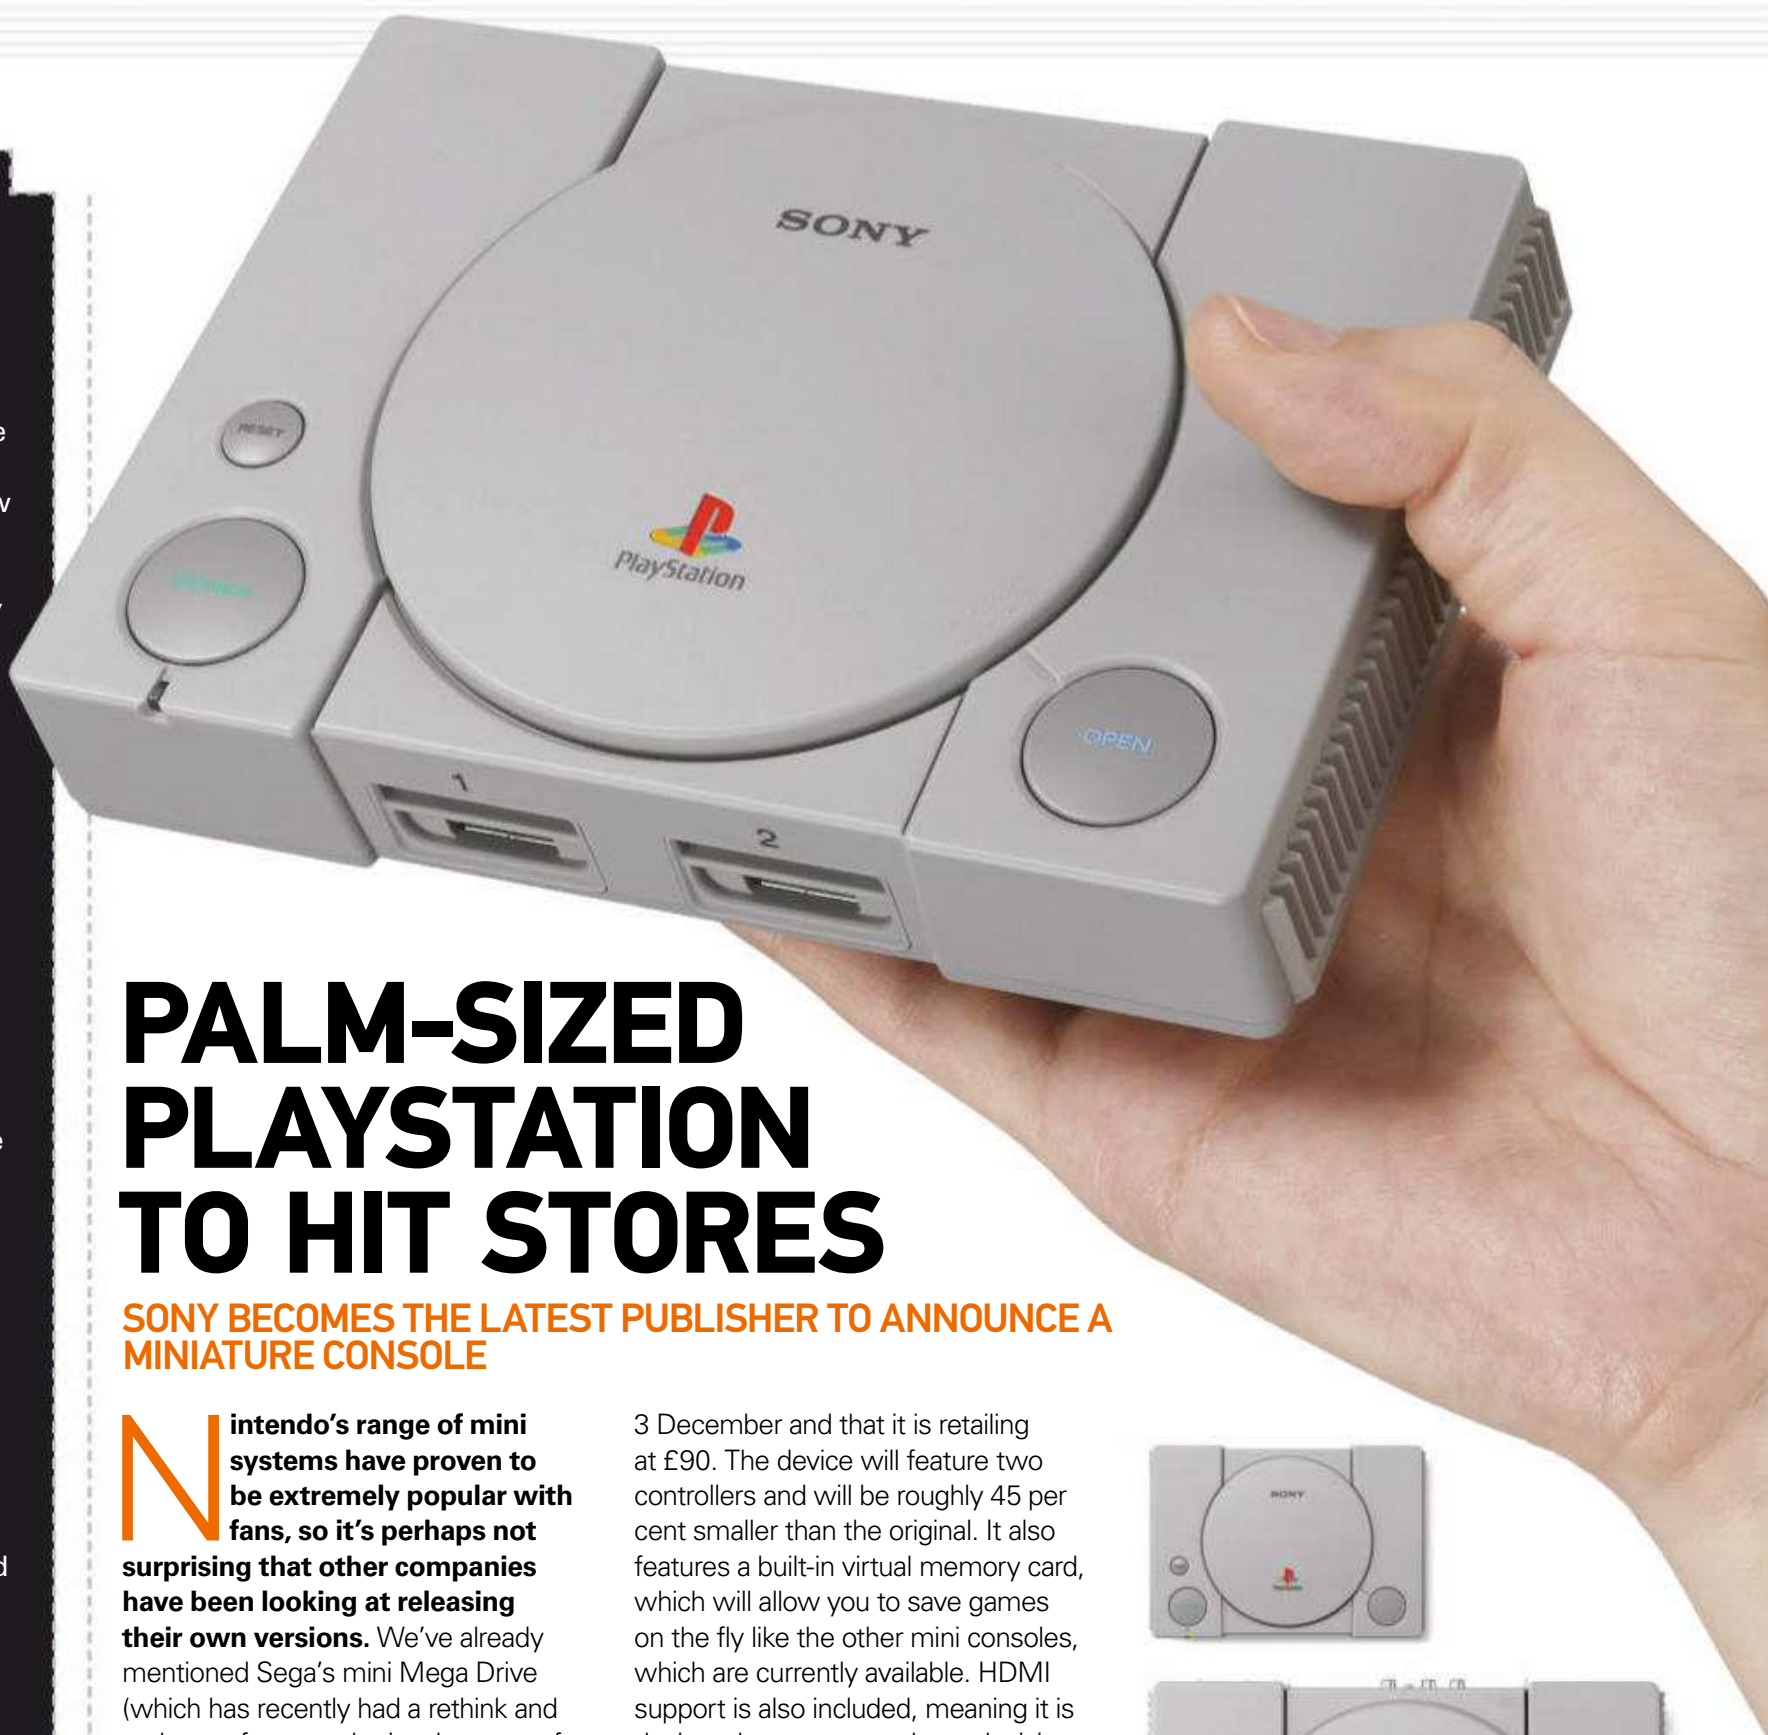 SONY
RESET
POWER
PlayStation
OPEN
1
2
PALM-SIZED
PLAYSTATION
TO HIT STORES
SONY BECOMES THE LATEST PUBLISHER TO ANNOUNCE A
MINIATURE CONSOLE
Nintendo's range of mini
systems have proven to
be extremely popular with
fans, so it's perhaps not
surprising that other companies
have been looking at releasing
their own versions. We've already
mentioned Sega's mini Mega Drive
(which has recently had a rethink and
3 December and that it is retailing
at £90. The device will feature two
controllers and will be roughly 45 per
cent smaller than the original. It also
features a built-in virtual memory card,
which will allow you to save games
on the fly like the other mini consoles,
which are currently available. HDMI
support is also included, meaning it is
SONY